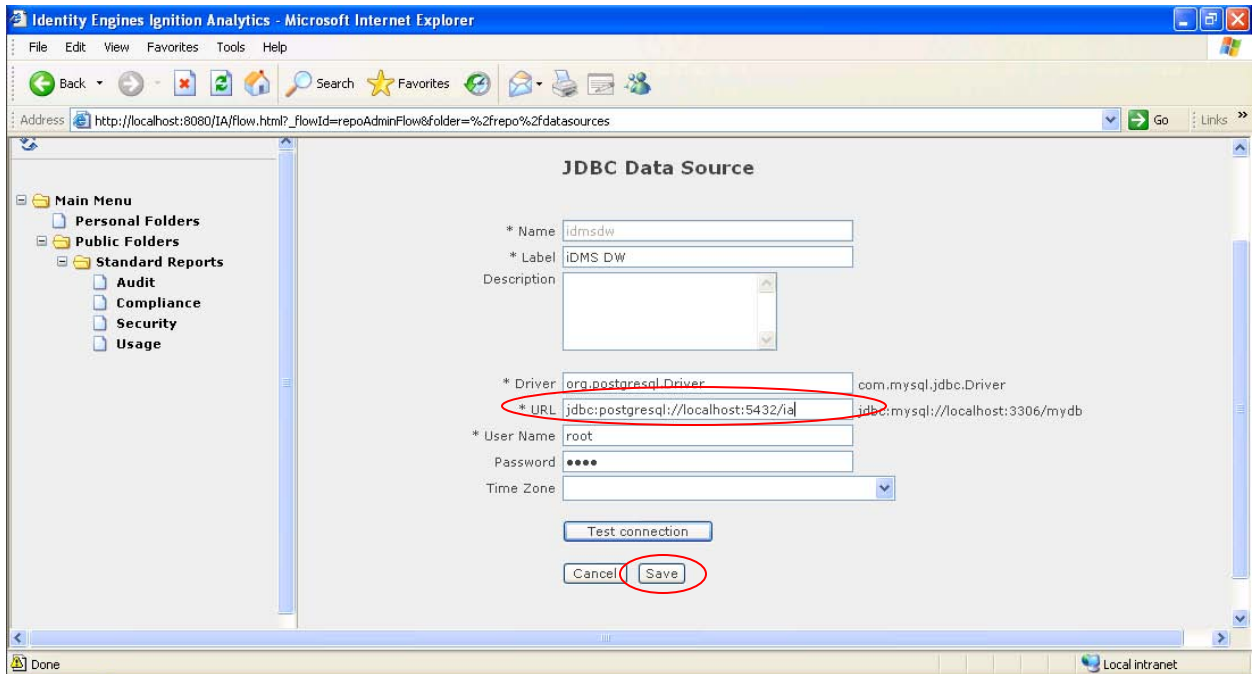 Identity Engines Ignition Analytics - Microsoft Internet Explorer
File Edit View Favorites Tools Help
Back Search Favorites
Address http://localhost:8080/IA/flow.html?_flowId=repoAdminFlow&folder=%2frepo%2fdatasources Go Links »
JDBC Data Source
Main Menu
Personal Folders
Public Folders
Standard Reports
Audit
Compliance
Security
Usage
* Name idmsdw
* Label iDMS DW
Description
* Driver org.postgresql.Driver com.mysql.jdbc.Driver
* URL jdbc:postgresql://localhost:5432/ia jdbc:mysql://localhost:3306/mydb
* User Name root
Password ••••
Time Zone
Test connection
Cancel Save
Done Local intranet